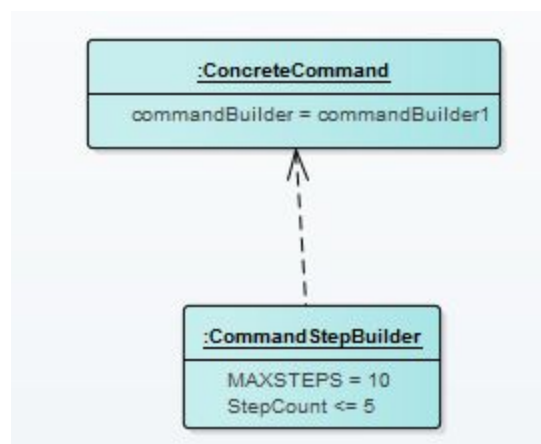 :ConcreteCommand
commandBuilder = commandBuilder1
:CommandStepBuilder
MAXSTEPS = 10
StepCount <= 5